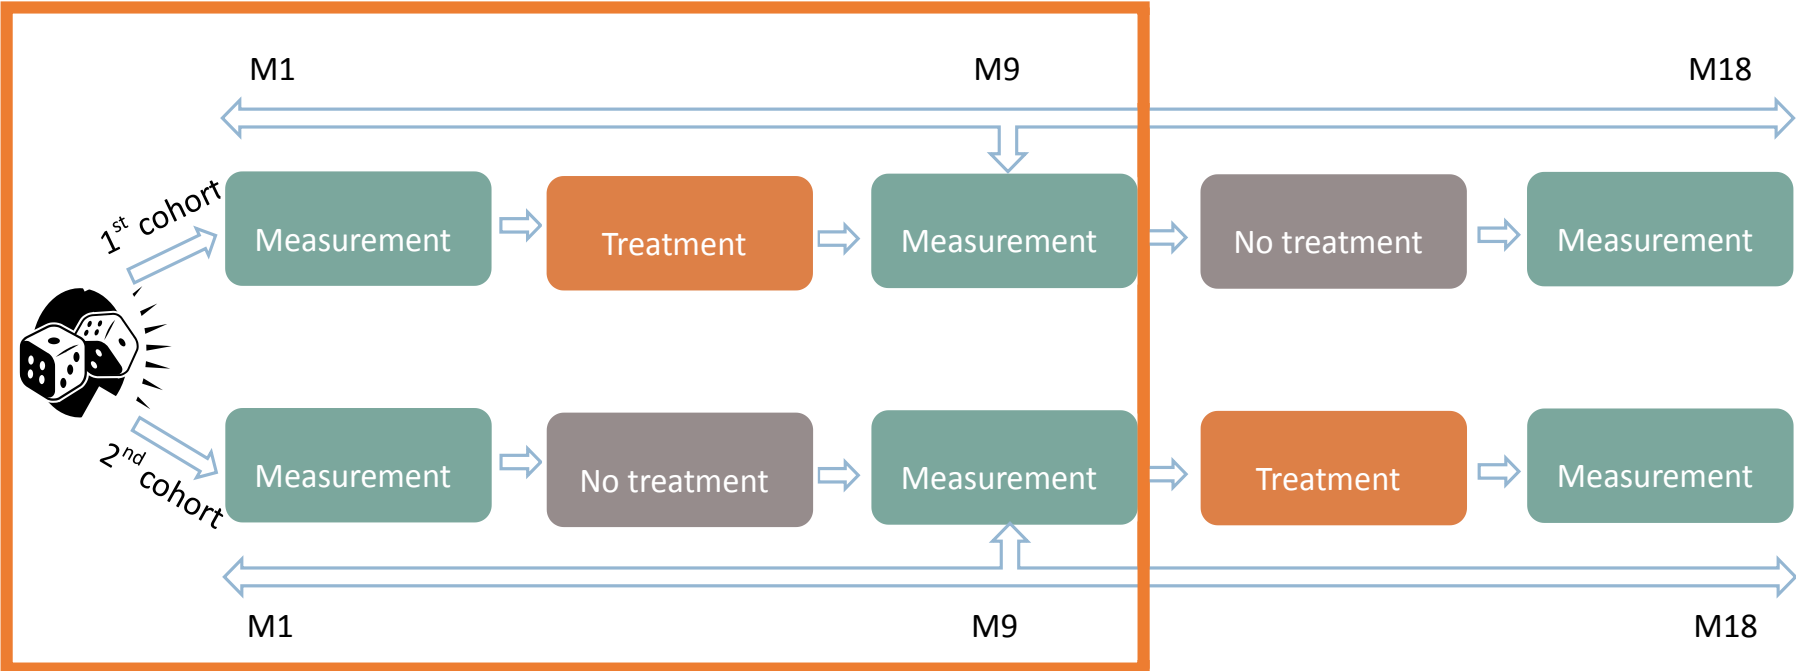 M1 M9 M18
1st cohort
Measurement Treatment Measurement No treatment Measurement
2nd cohort
Measurement No treatment Measurement Treatment Measurement
M1 M9 M18